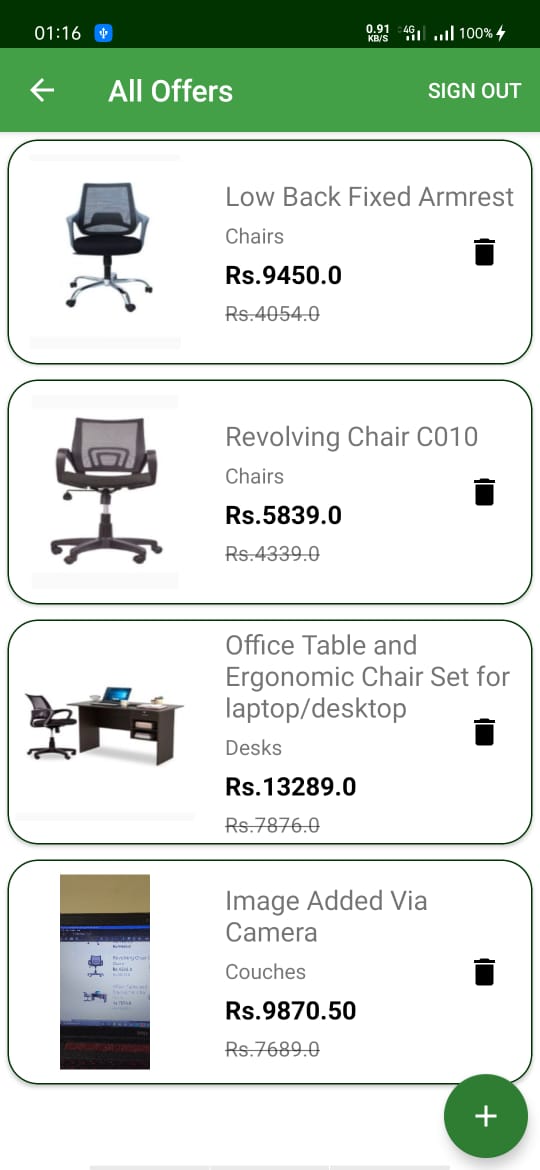 01:16
0.91
KB/S
4G
100%
All Offers
SIGN OUT
Low Back Fixed Armrest
Chairs
Rs.9450.0
Rs.4054.0
Revolving Chair C010
Chairs
Rs.5839.0
Rs.4339.0
Office Table and
Ergonomic Chair Set for
laptop/desktop
Desks
Rs.13289.0
Rs.7876.0
Image Added Via
Camera
Couches
Rs.9870.50
Rs.7689.0